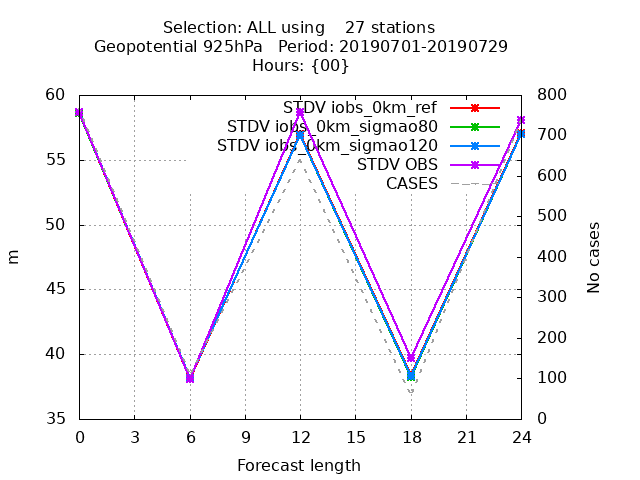 Selection: ALL using    27 stations
Geopotential 925hPa   Period: 20190701-20190729
Hours: {00}
STDV iobs_0km_ref
STDV iobs_0km_sigmao80
STDV iobs_0km_sigmao120
STDV OBS
CASES
60
55
50
45
40
35
m
800
700
600
500
400
300
200
100
0
No cases
0 3 6 9 12 15 18 21 24
Forecast length